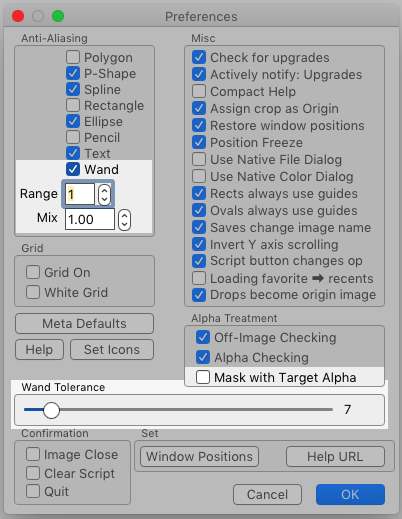 Preferences
Anti-Aliasing
Polygon
P-Shape
Spline
Rectangle
Ellipse
Pencil
Text
Wand
Range 1
Mix 1.00
Grid
Grid On
White Grid
Meta Defaults
Help Set Icons
Misc
Check for upgrades
Actively notify: Upgrades
Compact Help
Assign crop as Origin
Restore window positions
Position Freeze
Use Native File Dialog
Use Native Color Dialog
Rects always use guides
Ovals always use guides
Saves change image name
Invert Y axis scrolling
Script button changes op
Loading favorite ➡ recents
Drops become origin image
Alpha Treatment
Off-Image Checking
Alpha Checking
Mask with Target Alpha
Wand Tolerance
7
Confirmation
Image Close
Clear Script
Quit
Set
Window Positions Help URL
Cancel OK